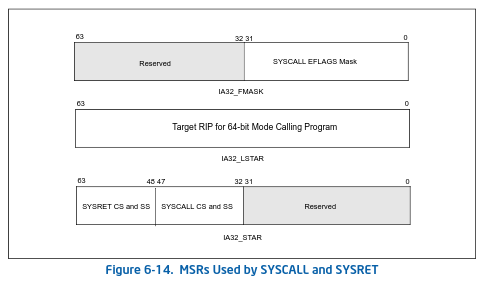 63 32 31 0
Reserved SYSCALL EFLAGS Mask
IA32_FMASK
63 0
Target RIP for 64-bit Mode Calling Program
IA32_LSTAR
63 48 47 32 31 0
SYSRET CS and SS SYSCALL CS and SS Reserved
IA32_STAR
Figure 6-14. MSRs Used by SYSCALL and SYSRET